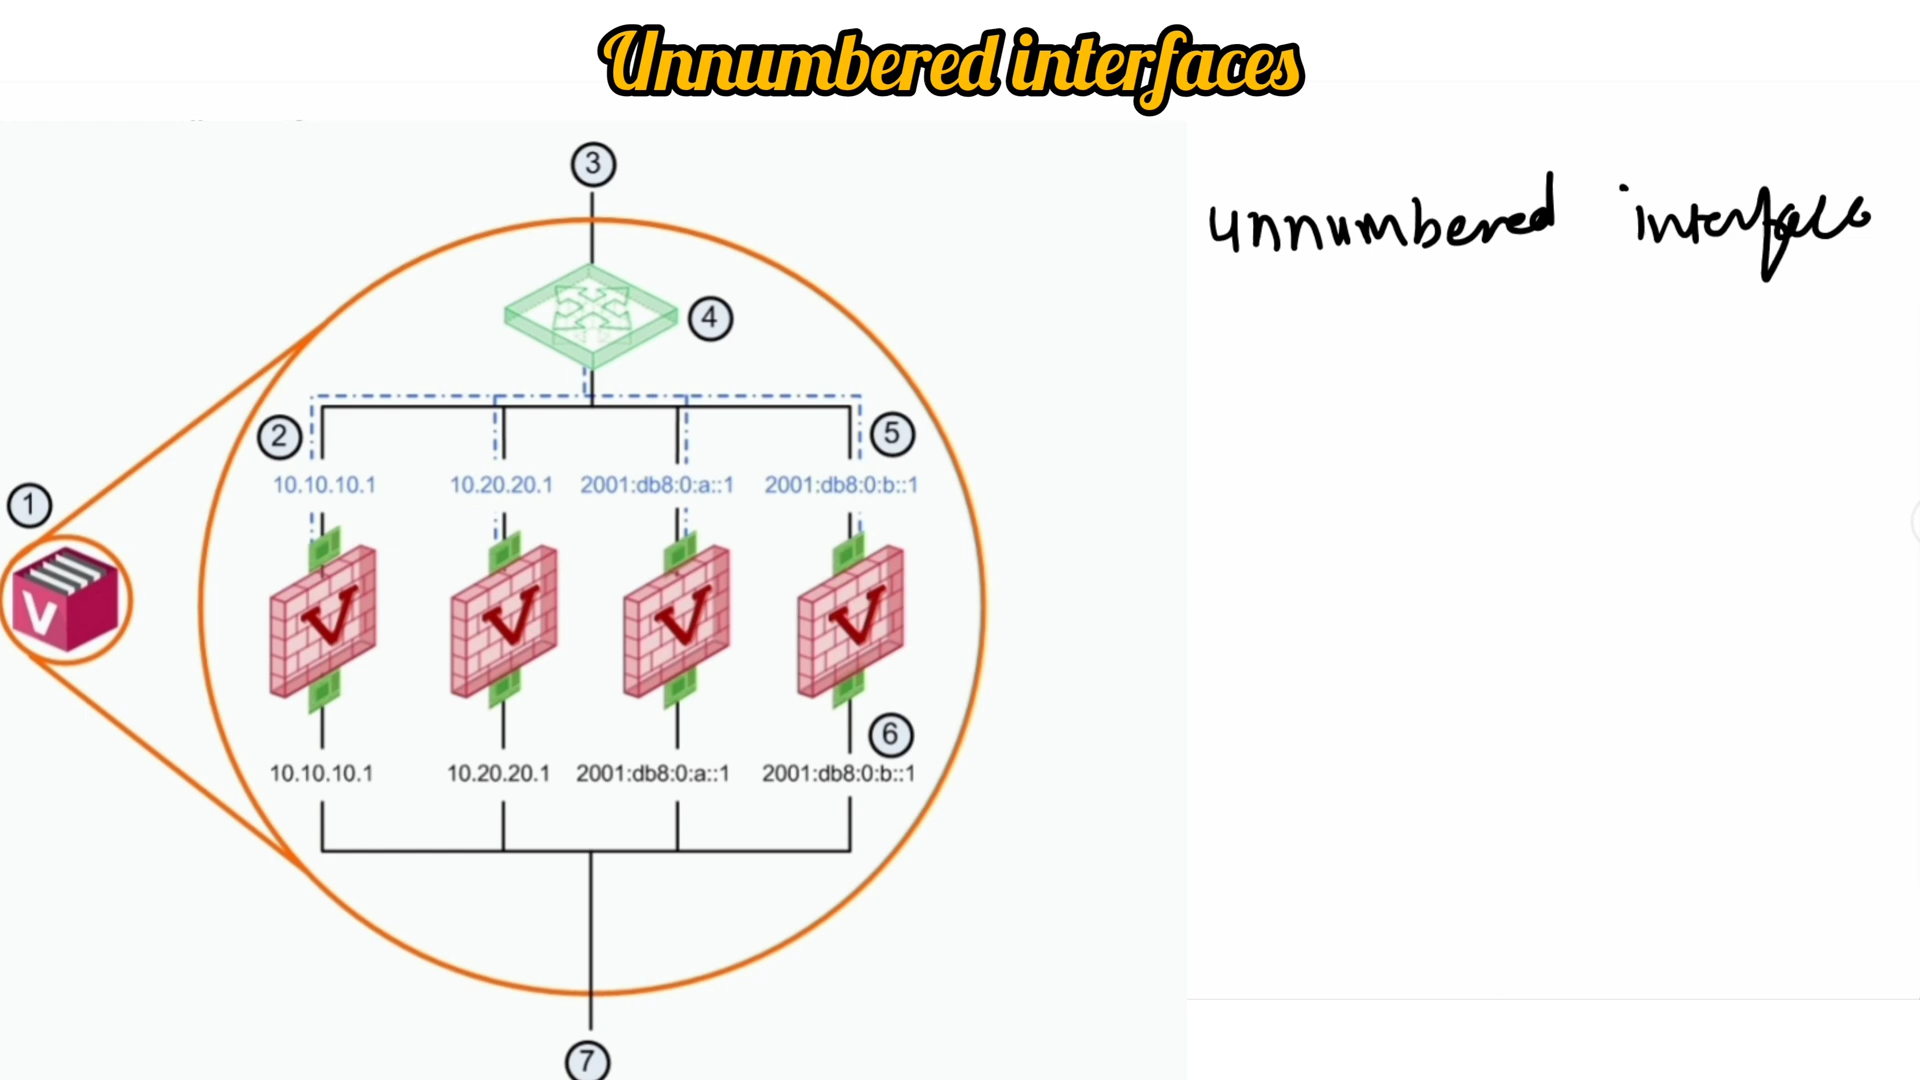 Unnumbered interfaces
3
unnumbered interface
4
2
5
10.10.10.1 10.20.20.1 2001:db8:0:a::1 2001:db8:0:b::1
1
V
V V V V
6
10.10.10.1 10.20.20.1 2001:db8:0:a::1 2001:db8:0:b::1
7